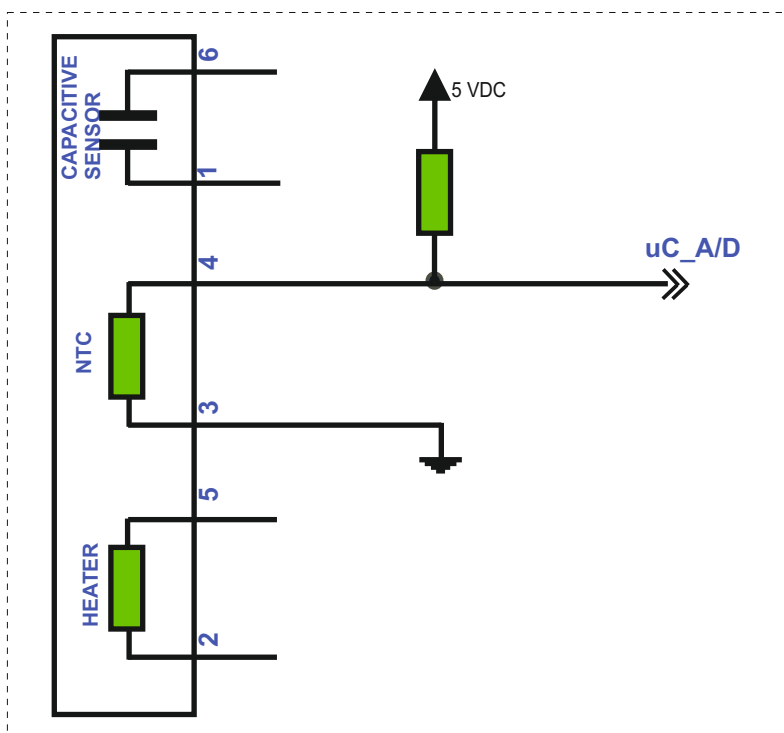 CAPACITIVE
SENSOR
6
1
5 VDC
uC_A/D
4
NTC
3
5
HEATER
2